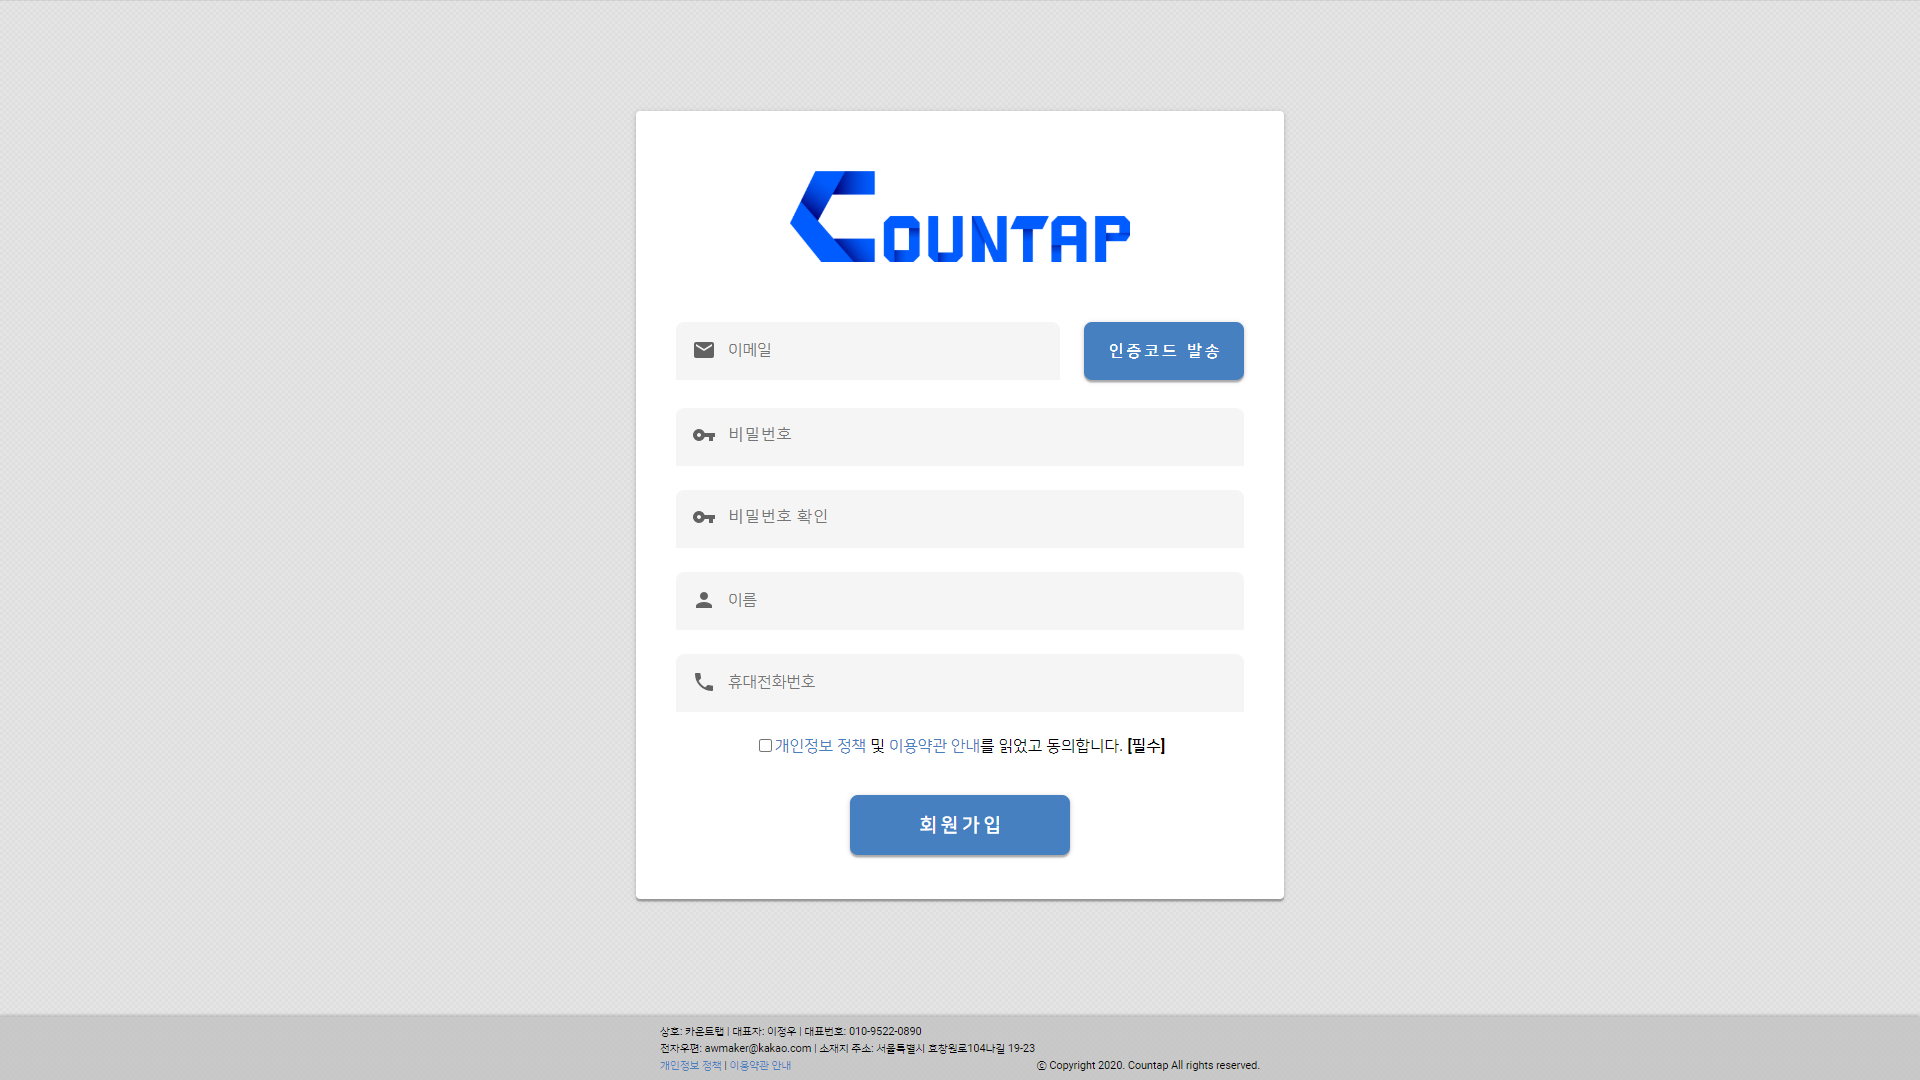 COUNTAP
이메일
인증코드 발송
비밀번호
비밀번호 확인
이름
휴대전화번호
개인정보 정책 및 이용약관 안내를 읽었고 동의합니다. [필수]
회원가입
상호: 카운트탭 | 대표자: 이정우 | 대표번호: 010-9522-0890
전자우편: awmaker@kakao.com | 소재지 주소: 서울특별시 효창원로104나길 19-23
개인정보 정책 | 이용약관 안내
ⓒ Copyright 2020. Countap All rights reserved.